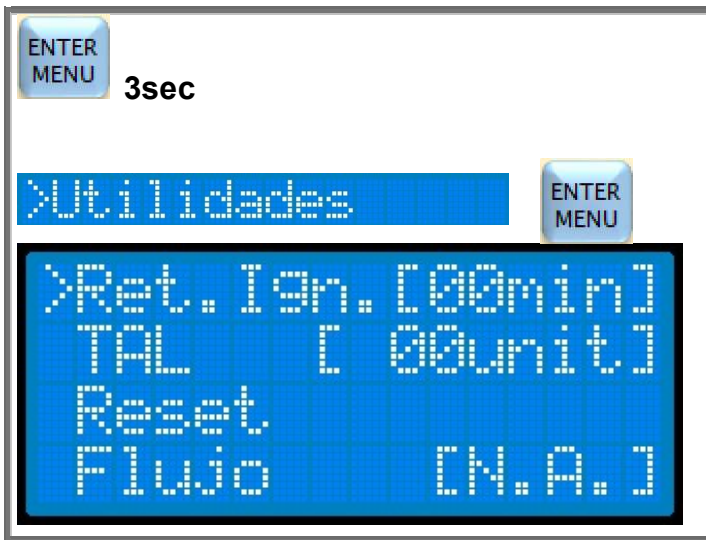 ENTER
MENU
3sec
>Utilidades
ENTER
MENU
>Ret.Ign.[00min]
TAL [ 00unit]
Reset
Flujo [N.A.]